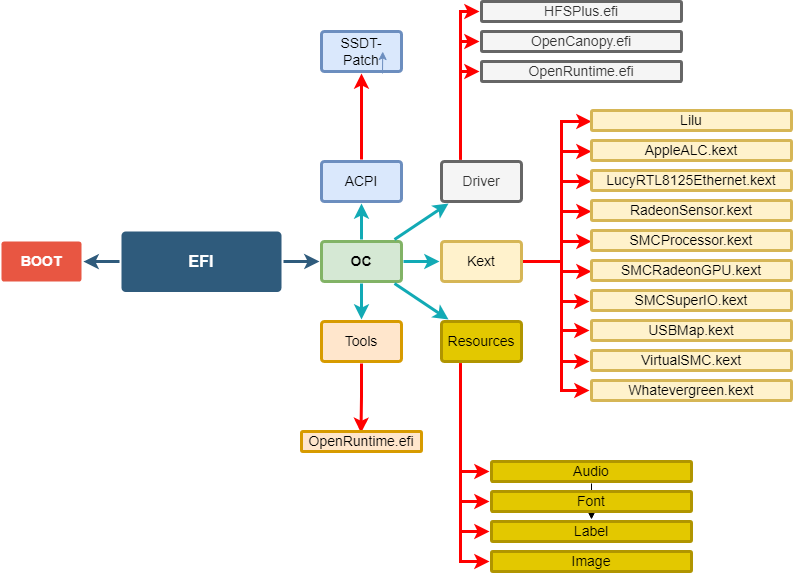 HFSPlus.efi
OpenCanopy.efi
OpenRuntime.efi
SSDT-
Patch
Lilu
AppleALC.kext
LucyRTL8125Ethernet.kext
RadeonSensor.kext
SMCProcessor.kext
SMCRadeonGPU.kext
SMCSuperIO.kext
USBMap.kext
VirtualSMC.kext
Whatevergreen.kext
ACPI
Driver
BOOT
EFI
OC
Kext
Tools
Resources
OpenRuntime.efi
Audio
Font
Label
Image